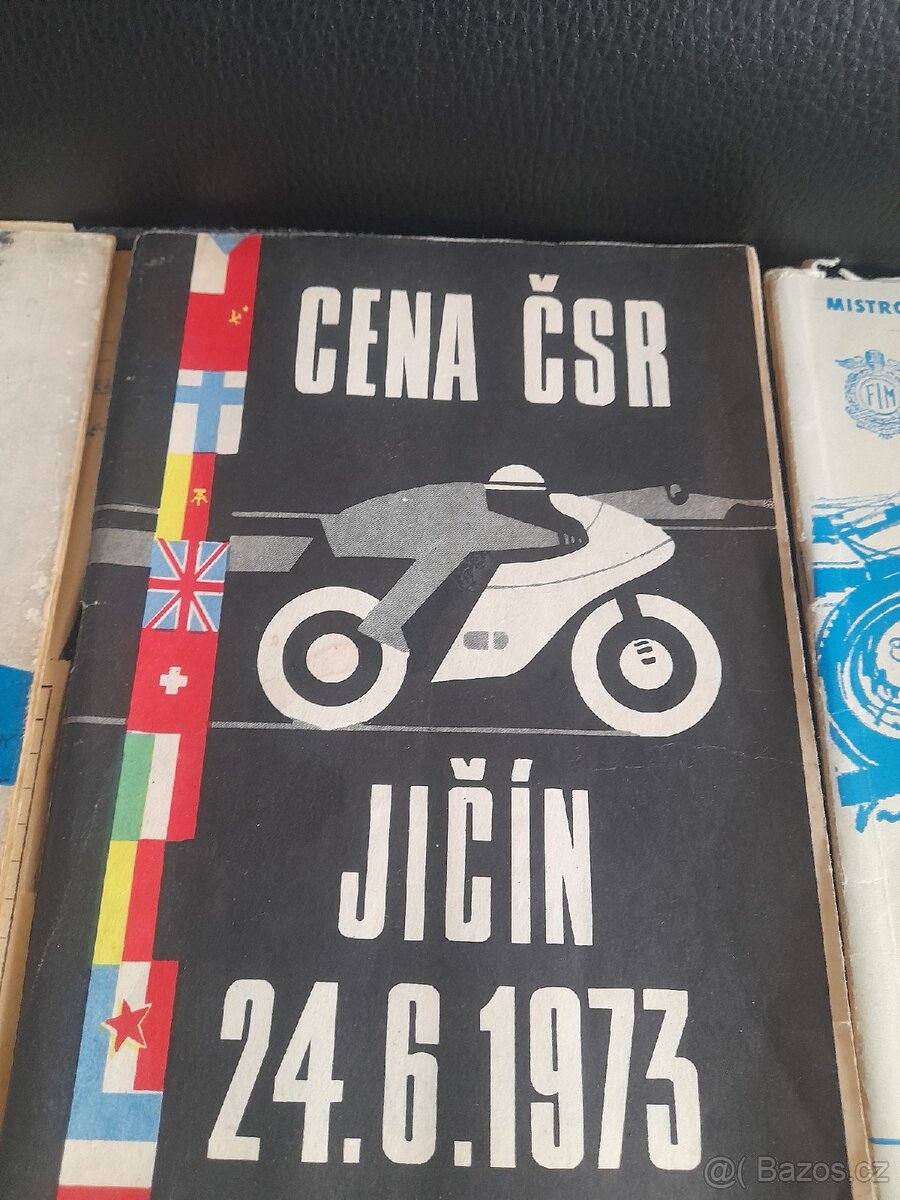 CENA ČSR
MISTRO
FIM
JIČÍN
24.6.1973
@( Bazos.cz